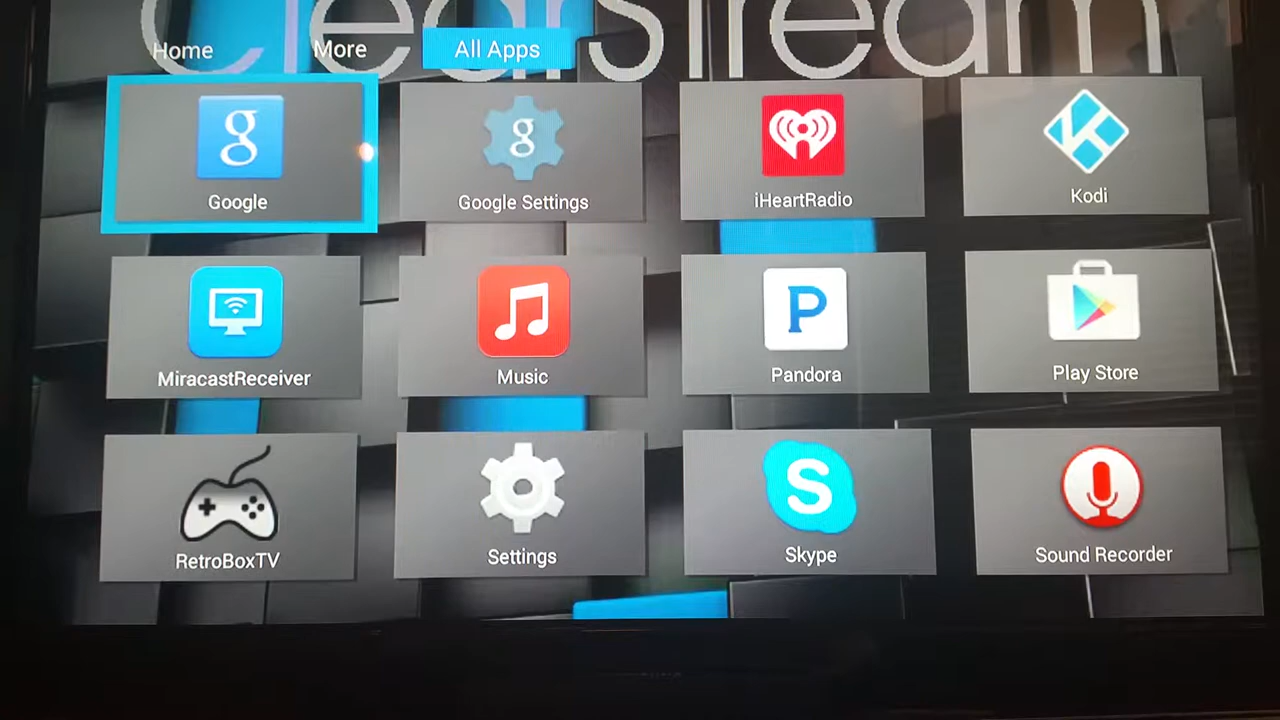 ClearStream
Home More All Apps
Google Google Settings iHeartRadio Kodi
MiracastReceiver Music Pandora Play Store
RetroBoxTV Settings Skype Sound Recorder